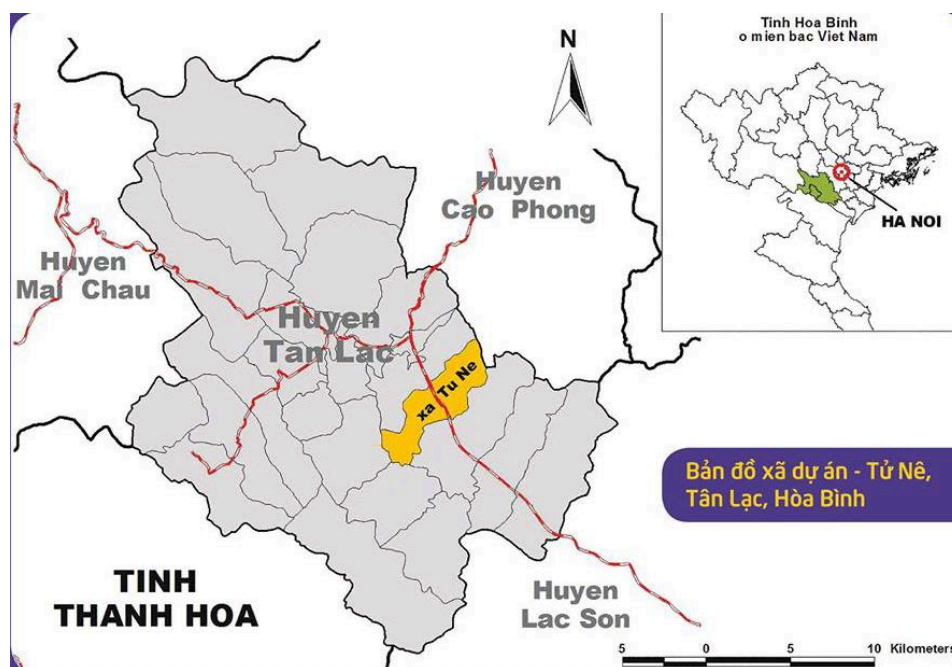 Tinh Hoa Binh
o mien bac Viet Nam
HA NOI
N
Huyen
Cao Phong
Huyen
Mai Chau
Huyen
Tan Lac
xa Tu Ne
Bản đồ xã dự án - Tử Nê,
Tân Lạc, Hòa Bình
TINH
THANH HOA
Huyen
Lac Son
5 0 5 10 Kilometers